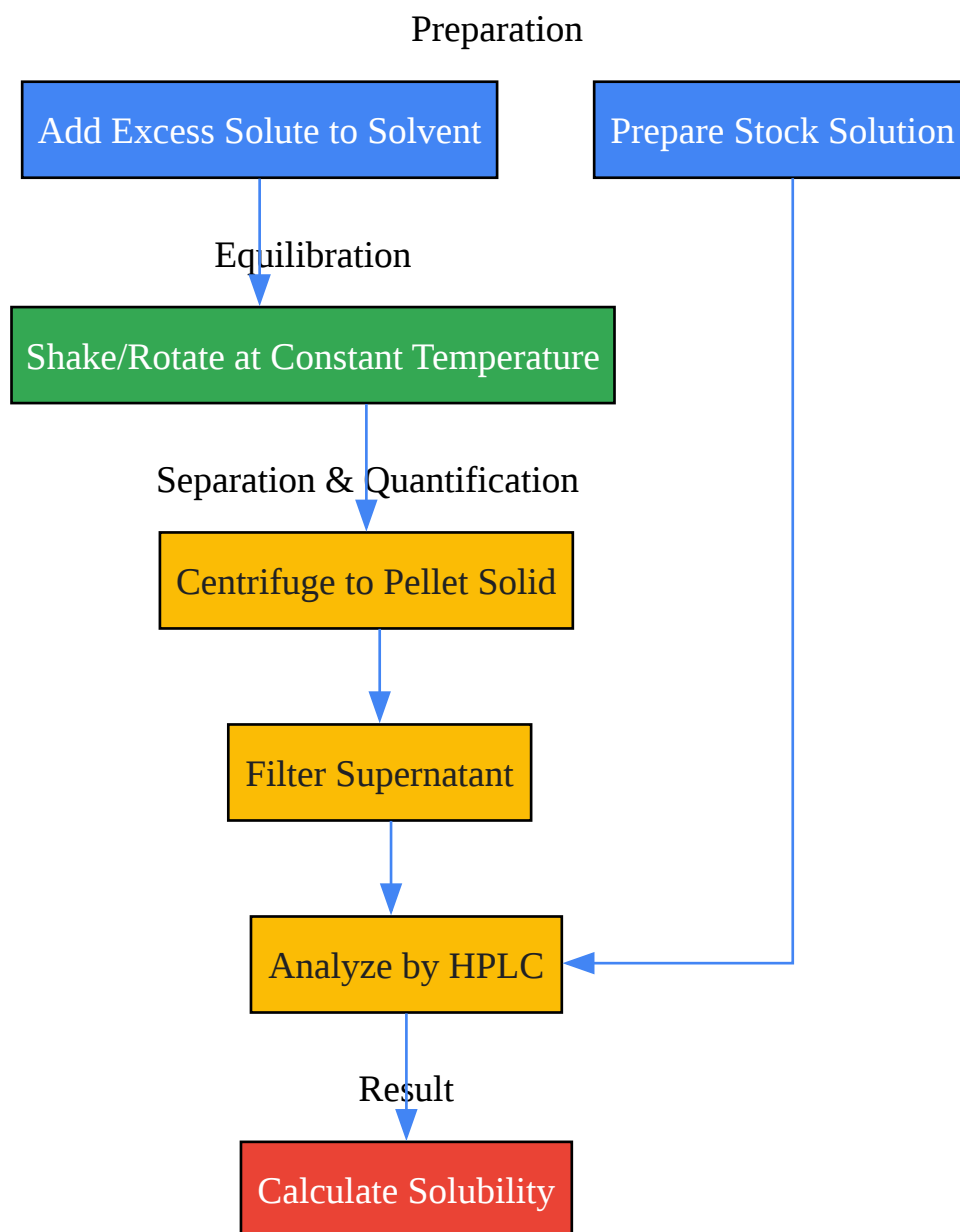 Preparation
Add Excess Solute to Solvent
Prepare Stock Solution
Equilibration
Shake/Rotate at Constant Temperature
Separation & Quantification
Centrifuge to Pellet Solid
Filter Supernatant
Analyze by HPLC
Result
Calculate Solubility